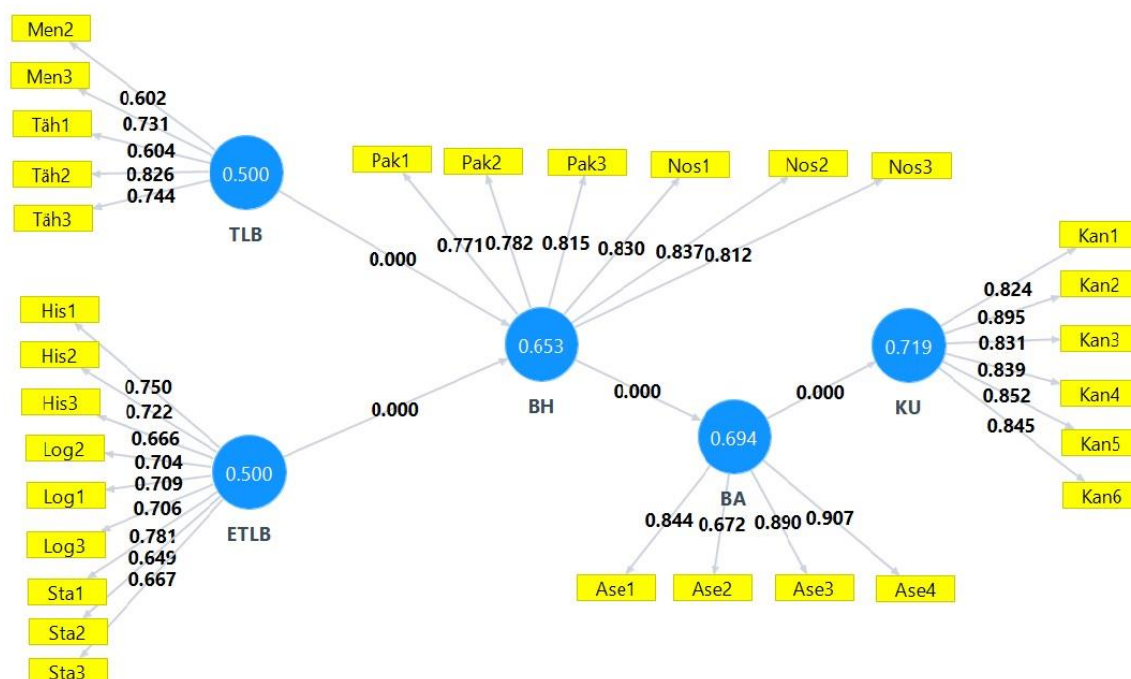 Men2
Men3
Täh1
Täh2
Täh3
0.602
0.731
0.604
0.826
0.744
0.500
TLB
0.000
Pak1
Pak2
Pak3
Nos1
Nos2
Nos3
0.771
0.782
0.815
0.830
0.837
0.812
His1
His2
His3
Log2
Log1
Log3
Sta1
Sta2
Sta3
0.750
0.722
0.666
0.704
0.709
0.706
0.781
0.649
0.667
0.500
ETLB
0.000
0.653
BH
0.000
0.694
BA
0.844
0.672
0.890
0.907
Ase1
Ase2
Ase3
Ase4
0.000
0.719
KU
0.824
0.895
0.831
0.839
0.852
0.845
Kan1
Kan2
Kan3
Kan4
Kan5
Kan6